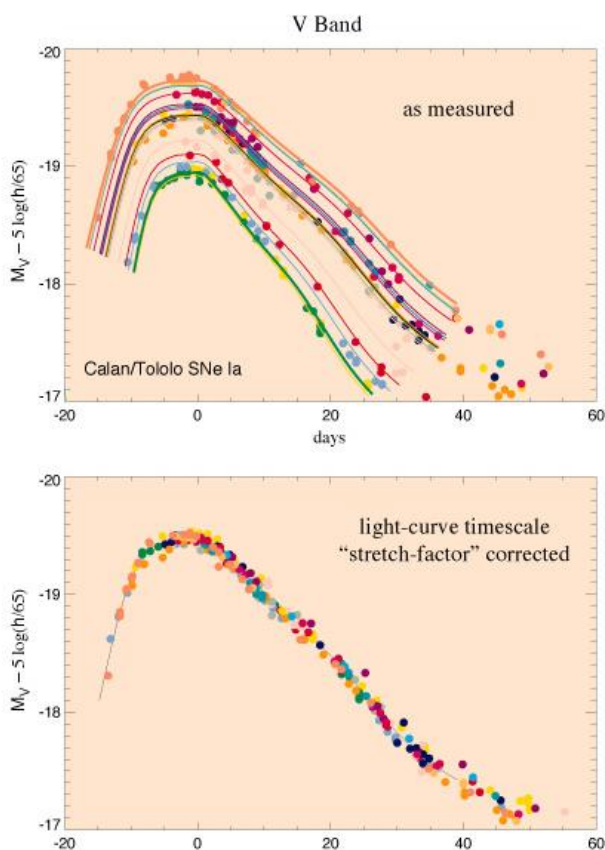 V Band
-20
as measured
-19
M_V – 5 log(h/65)
-18
Calan/Tololo SNe Ia
-17
-20 0 20 40 60
days
-20
light-curve timescale
“stretch-factor” corrected
-19
M_V – 5 log(h/65)
-18
-17
-20 0 20 40 60